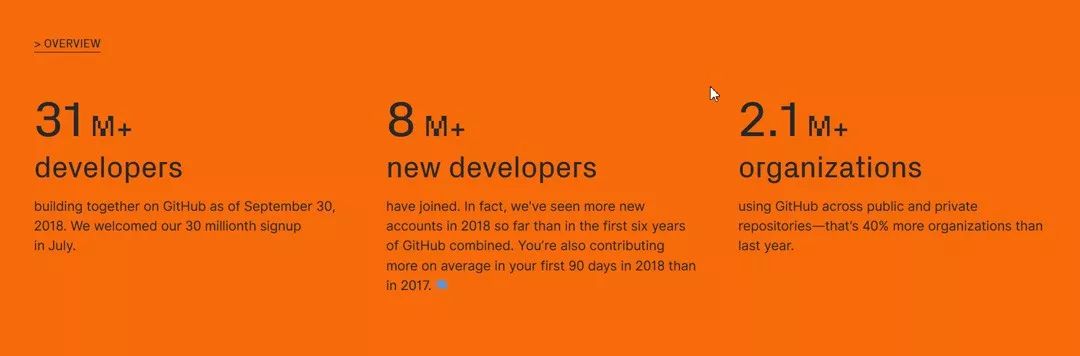 > OVERVIEW
31 M+
developers
building together on GitHub as of September 30,
2018. We welcomed our 30 millionth signup
in July.
8 M+
new developers
have joined. In fact, we've seen more new
accounts in 2018 so far than in the first six years
of GitHub combined. You’re also contributing
more on average in your first 90 days in 2018 than
in 2017.
2.1 M+
organizations
using GitHub across public and private
repositories—that's 40% more organizations than
last year.